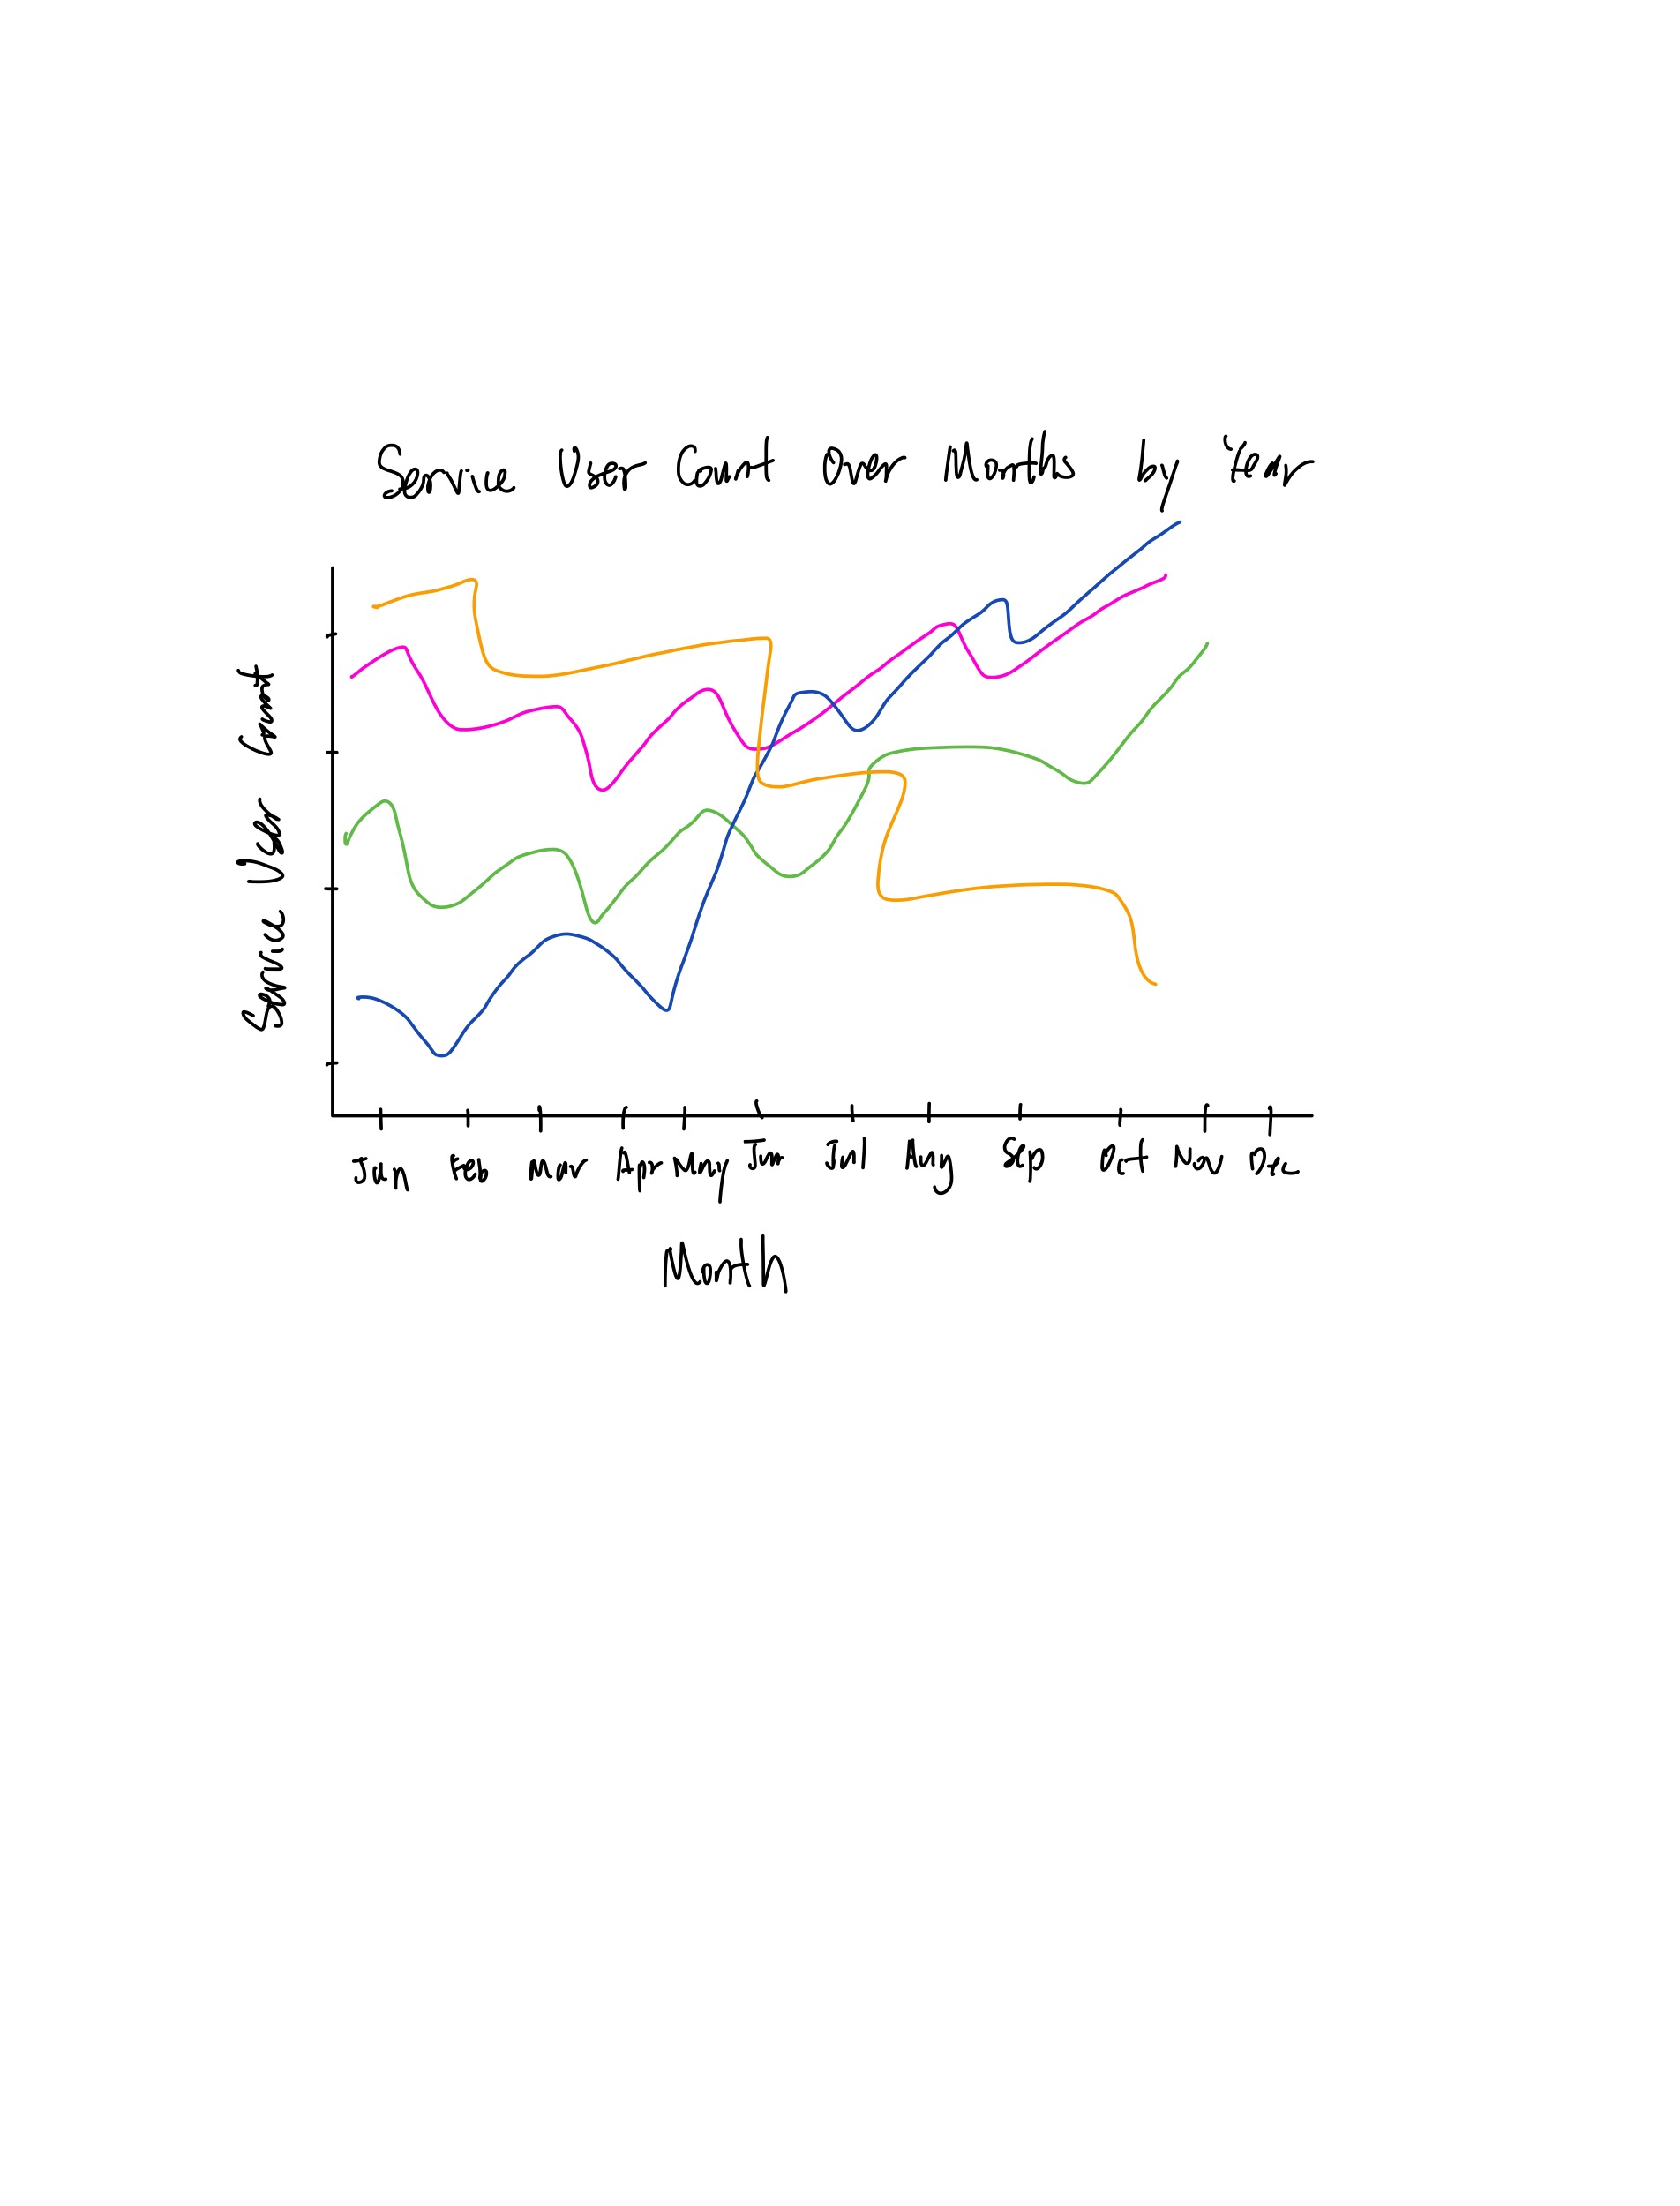 Service User Count Over Months by Year
Service User Count
Jan Feb Mar Apr May Jun Jul Aug Sep Oct Nov Dec
Month